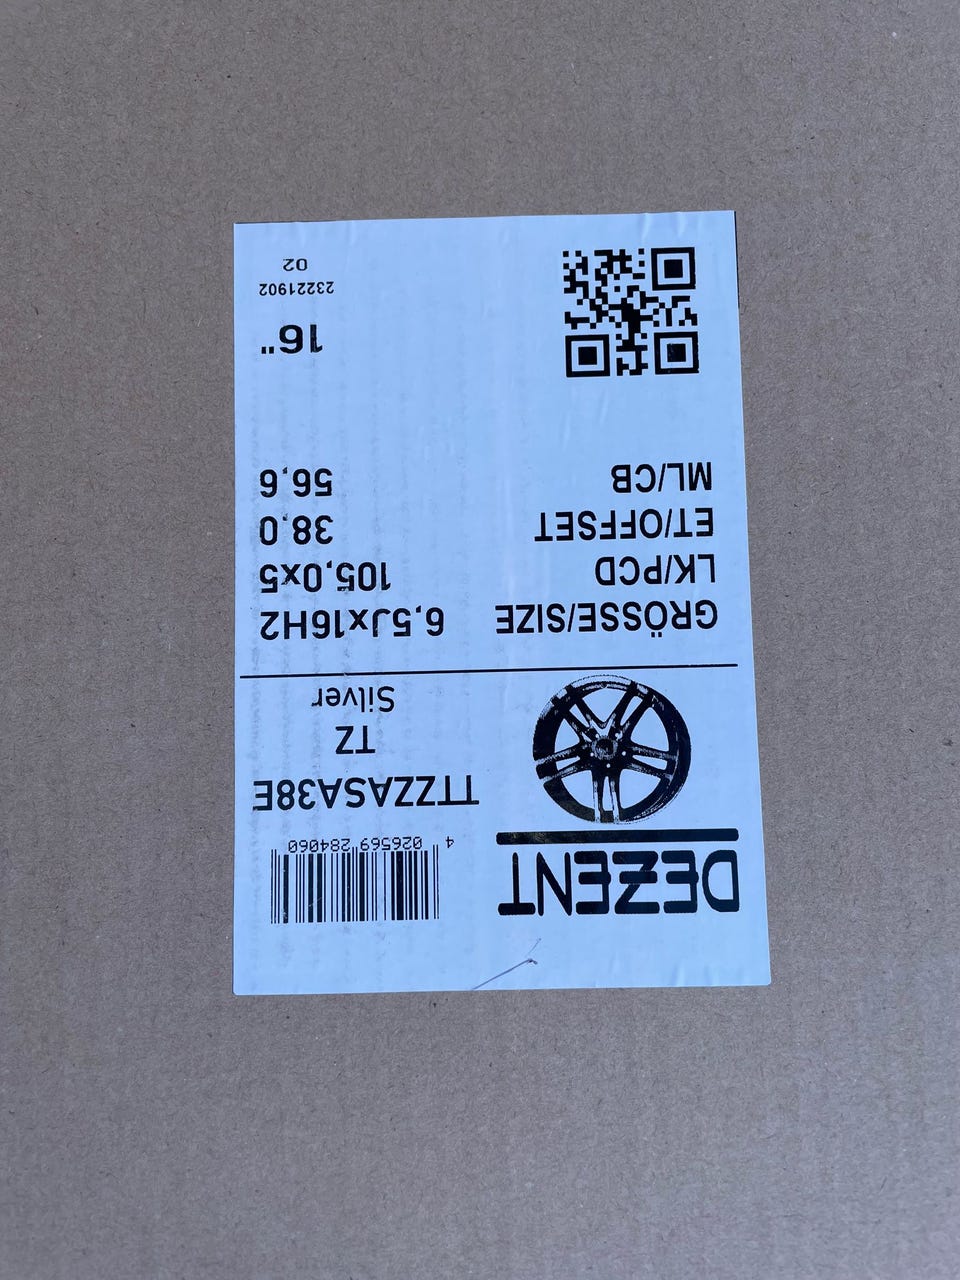 DEZENT
4 026569 284060
TTZZASA38E
TZ
Silver
GRÖSSE/SIZE 6,5Jx16H2
LK/PCD 105,0x5
ET/OFFSET 38,0
ML/CB 56,6
16"
23221902
02